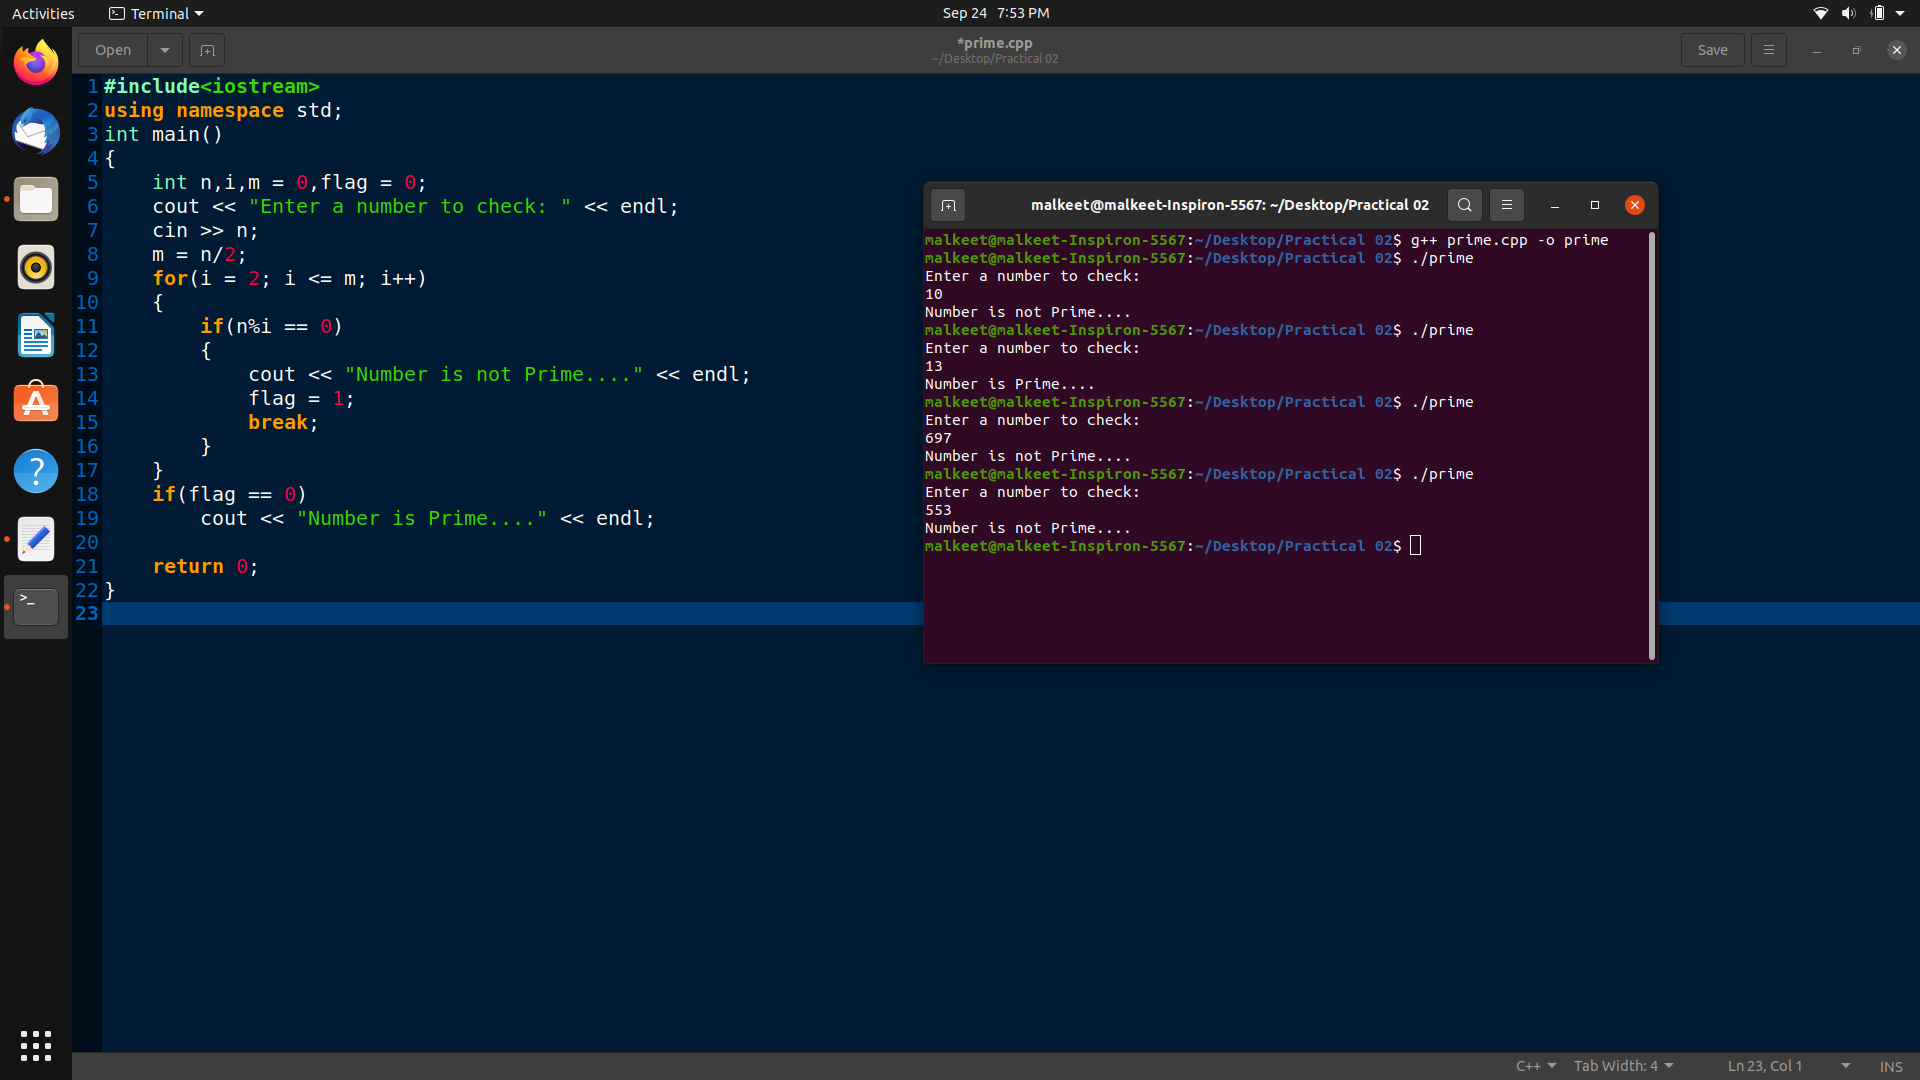 Activities
Terminal
Sep 24 7:53 PM
Open
*prime.cpp
~/Desktop/Practical 02
Save
1 #include<iostream>
2 using namespace std;
3 int main()
4 {
5     int n,i,m = 0,flag = 0;
6     cout << "Enter a number to check: " << endl;
7     cin >> n;
8     m = n/2;
9     for(i = 2; i <= m; i++)
10     {
11         if(n%i == 0)
12         {
13             cout << "Number is not Prime...." << endl;
14             flag = 1;
15             break;
16         }
17     }
18     if(flag == 0)
19         cout << "Number is Prime...." << endl;
20
21     return 0;
22 }
23
malkeet@malkeet-Inspiron-5567: ~/Desktop/Practical 02
malkeet@malkeet-Inspiron-5567:~/Desktop/Practical 02$ g++ prime.cpp -o prime
malkeet@malkeet-Inspiron-5567:~/Desktop/Practical 02$ ./prime
Enter a number to check:
10
Number is not Prime....
malkeet@malkeet-Inspiron-5567:~/Desktop/Practical 02$ ./prime
Enter a number to check:
13
Number is Prime....
malkeet@malkeet-Inspiron-5567:~/Desktop/Practical 02$ ./prime
Enter a number to check:
697
Number is not Prime....
malkeet@malkeet-Inspiron-5567:~/Desktop/Practical 02$ ./prime
Enter a number to check:
553
Number is not Prime....
malkeet@malkeet-Inspiron-5567:~/Desktop/Practical 02$
C++
Tab Width: 4
Ln 23, Col 1
INS